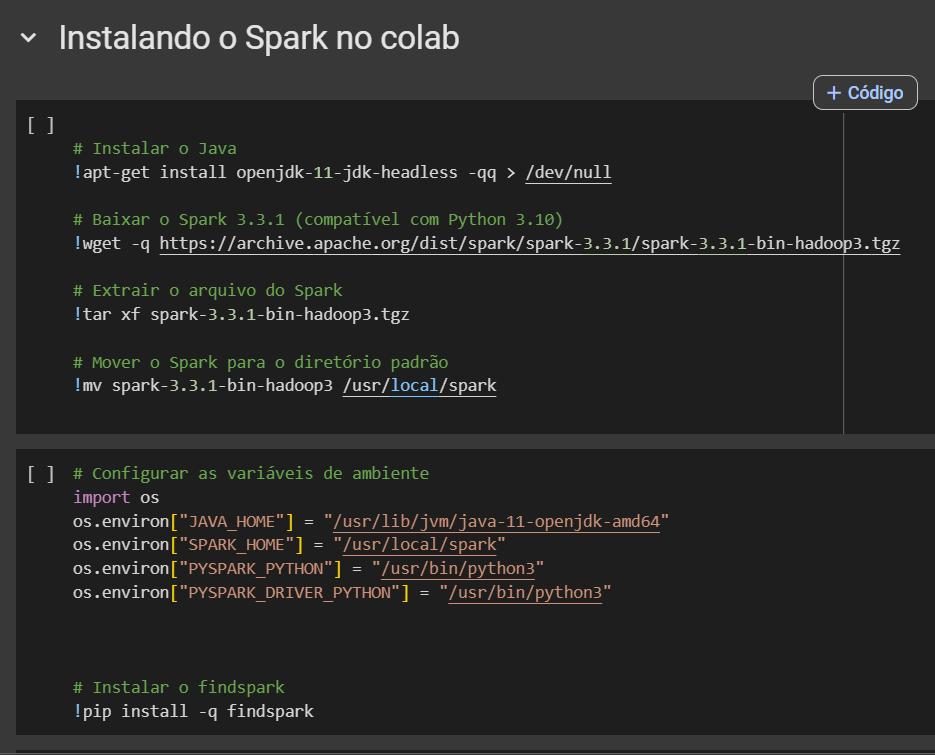 Instalando o Spark no colab
+ Código
[ ]
# Instalar o Java
!apt-get install openjdk-11-jdk-headless -qq > /dev/null
# Baixar o Spark 3.3.1 (compatível com Python 3.10)
!wget -q https://archive.apache.org/dist/spark/spark-3.3.1/spark-3.3.1-bin-hadoop3.tgz
# Extrair o arquivo do Spark
!tar xf spark-3.3.1-bin-hadoop3.tgz
# Mover o Spark para o diretório padrão
!mv spark-3.3.1-bin-hadoop3 /usr/local/spark
[ ] # Configurar as variáveis de ambiente
import os
os.environ["JAVA_HOME"] = "/usr/lib/jvm/java-11-openjdk-amd64"
os.environ["SPARK_HOME"] = "/usr/local/spark"
os.environ["PYSPARK_PYTHON"] = "/usr/bin/python3"
os.environ["PYSPARK_DRIVER_PYTHON"] = "/usr/bin/python3"
# Instalar o findspark
!pip install -q findspark